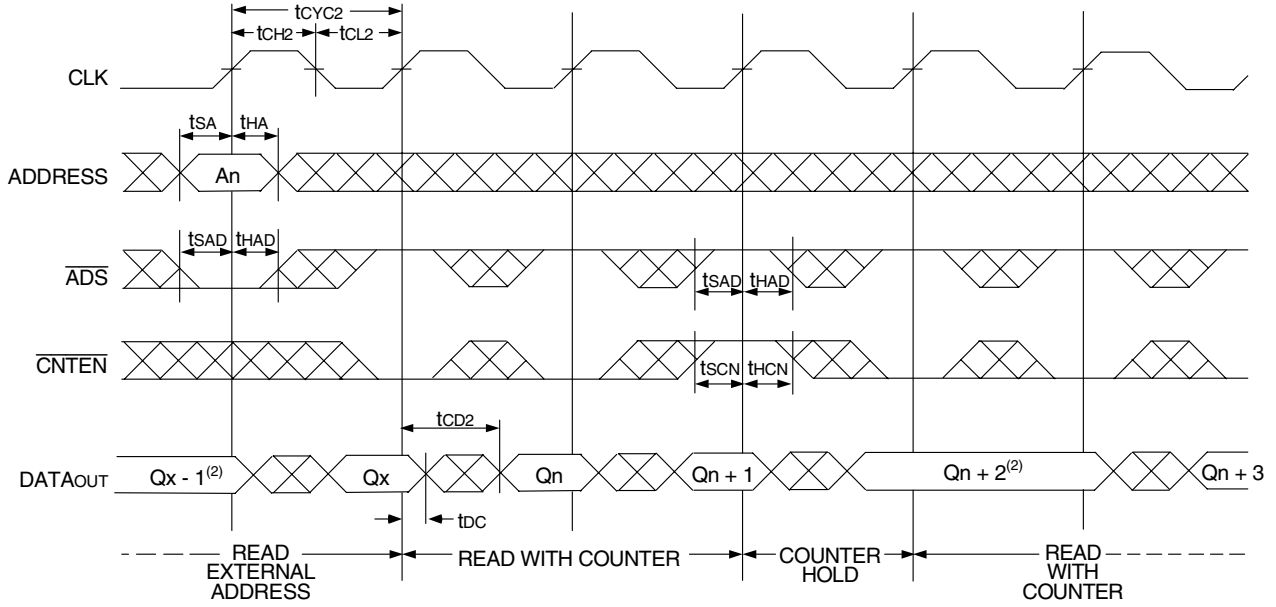 tCYC2
tCH2 tCL2
CLK
tSA tHA
ADDRESS An
tSAD tHAD
ADS
tSAD tHAD
CNTEN
tSCN tHCN
tCD2
DATAOUT Qx - 1(2) Qx Qn Qn + 1 Qn + 2(2) Qn + 3
tDC
READ
EXTERNAL
ADDRESS
READ WITH COUNTER
COUNTER
HOLD
READ
WITH
COUNTER